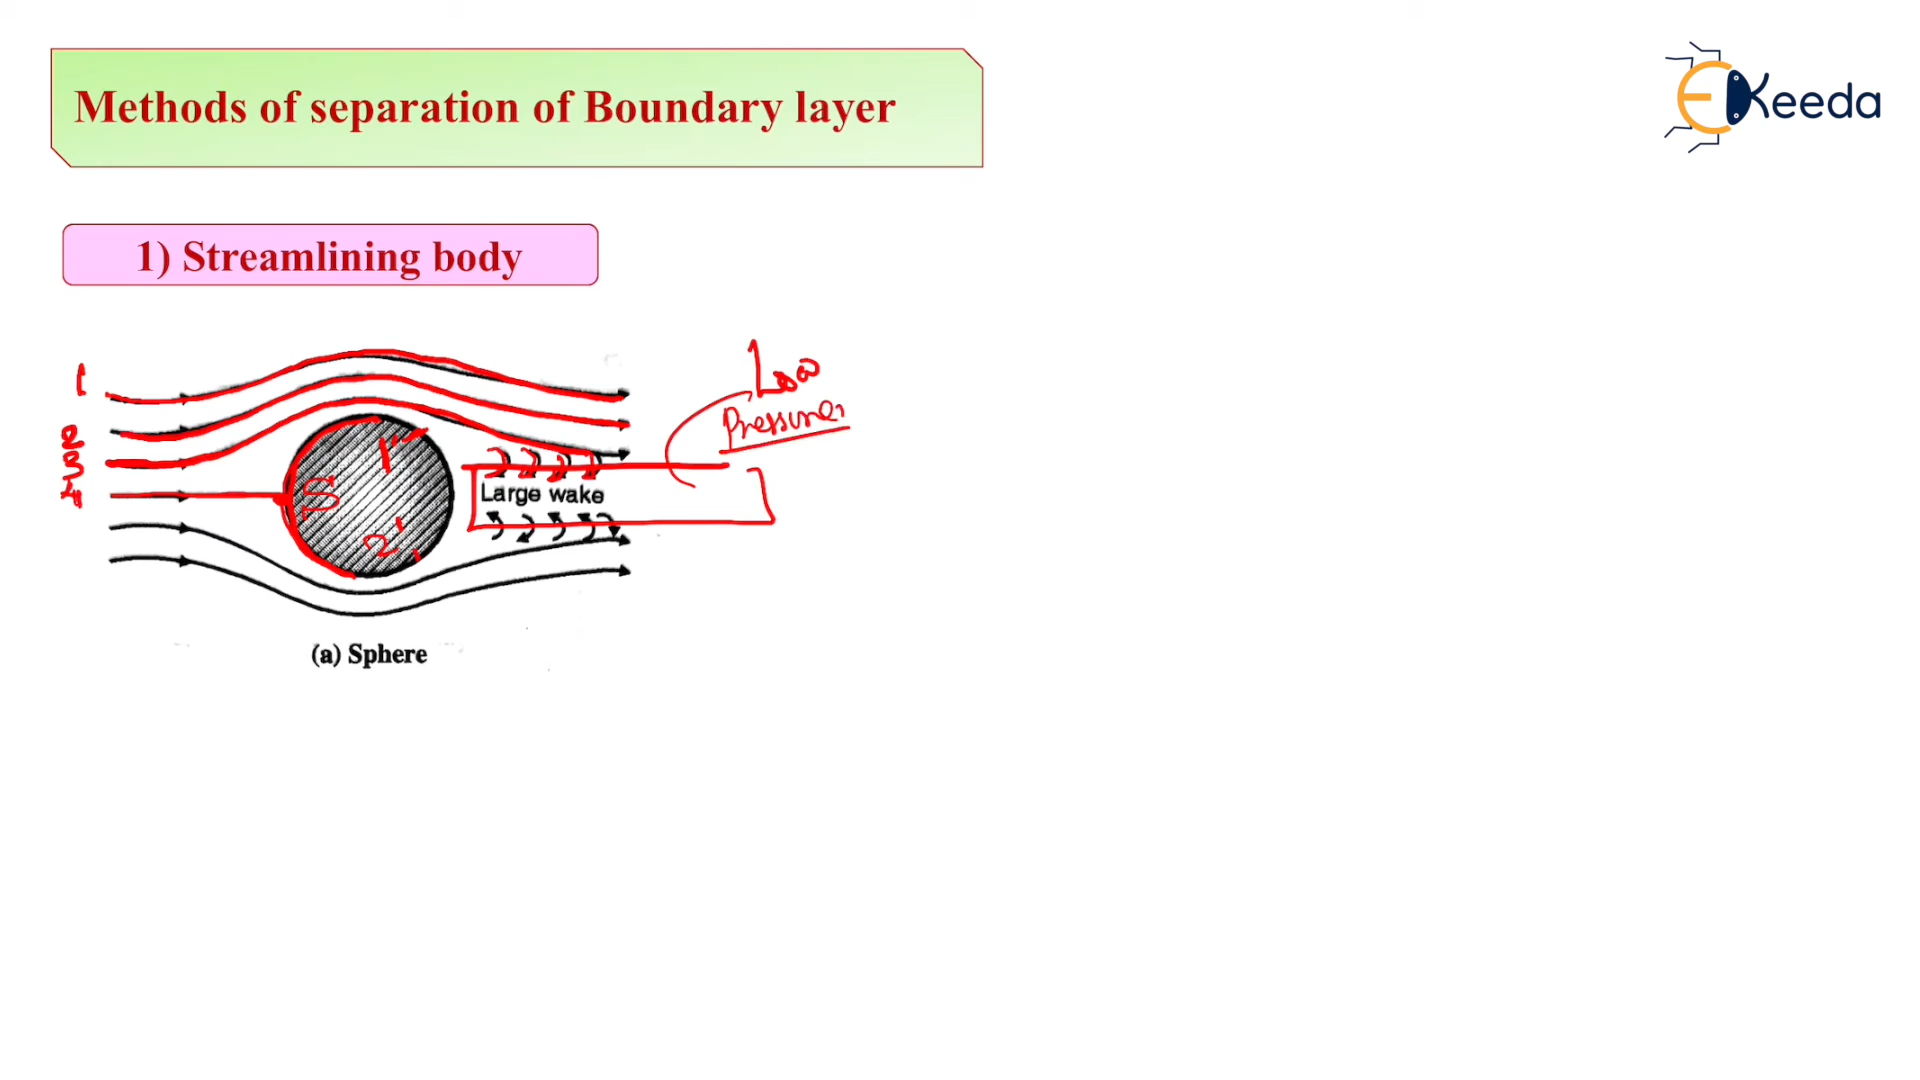 Methods of separation of Boundary layer
EKeeda
1) Streamlining body
1
2
3
4
Low
Pressure
S
1'
2'
Large wake
(a) Sphere